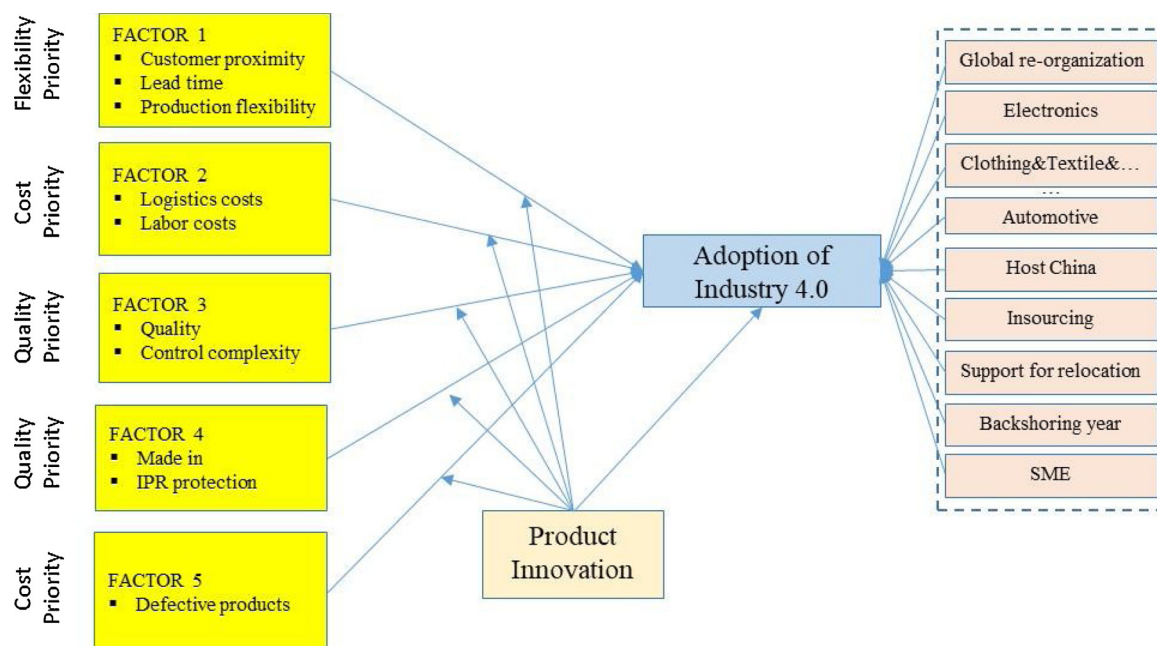 Flexibility
Priority
FACTOR 1
▪ Customer proximity
▪ Lead time
▪ Production flexibility
Cost
Priority
FACTOR 2
▪ Logistics costs
▪ Labor costs
Quality
Priority
FACTOR 3
▪ Quality
▪ Control complexity
Quality
Priority
FACTOR 4
▪ Made in
▪ IPR protection
Cost
Priority
FACTOR 5
▪ Defective products
Product
Innovation
Adoption of
Industry 4.0
Global re-organization
Electronics
Clothing&Textile&…
…
Automotive
Host China
Insourcing
Support for relocation
Backshoring year
SME